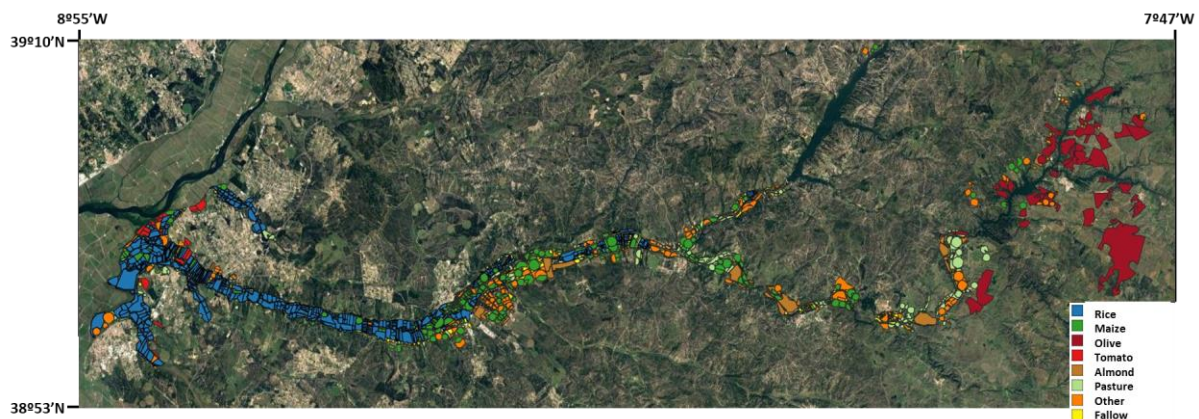 8º55’W
7º47’W
39º10’N
38º53’N
Rice
Maize
Olive
Tomato
Almond
Pasture
Other
Fallow